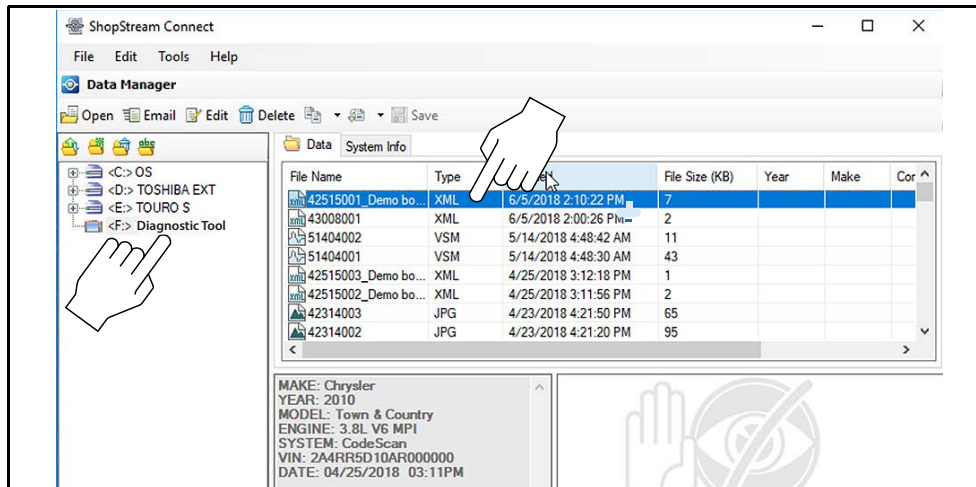 ShopStream Connect
File Edit Tools Help
Data Manager
Open Email Edit Delete Save
abc
Data System Info
<C:> OS
<D:> TOSHIBA EXT
<E:> TOURO S
<F:> Diagnostic Tool
File Name Type File Size (KB) Year Make Cor
42515001_Demo bo... XML 6/5/2018 2:10:22 PM 7
43008001 XML 6/5/2018 2:00:26 PM 2
51404002 VSM 5/14/2018 4:48:42 AM 11
51404001 VSM 5/14/2018 4:48:30 AM 43
42515003_Demo bo... XML 4/25/2018 3:12:18 PM 1
42515002_Demo bo... XML 4/25/2018 3:11:56 PM 2
42314003 JPG 4/23/2018 4:21:50 PM 65
42314002 JPG 4/23/2018 4:21:20 PM 95
MAKE: Chrysler
YEAR: 2010
MODEL: Town & Country
ENGINE: 3.8L V6 MPI
SYSTEM: CodeScan
VIN: 2A4RR5D10AR000000
DATE: 04/25/2018 03:11PM